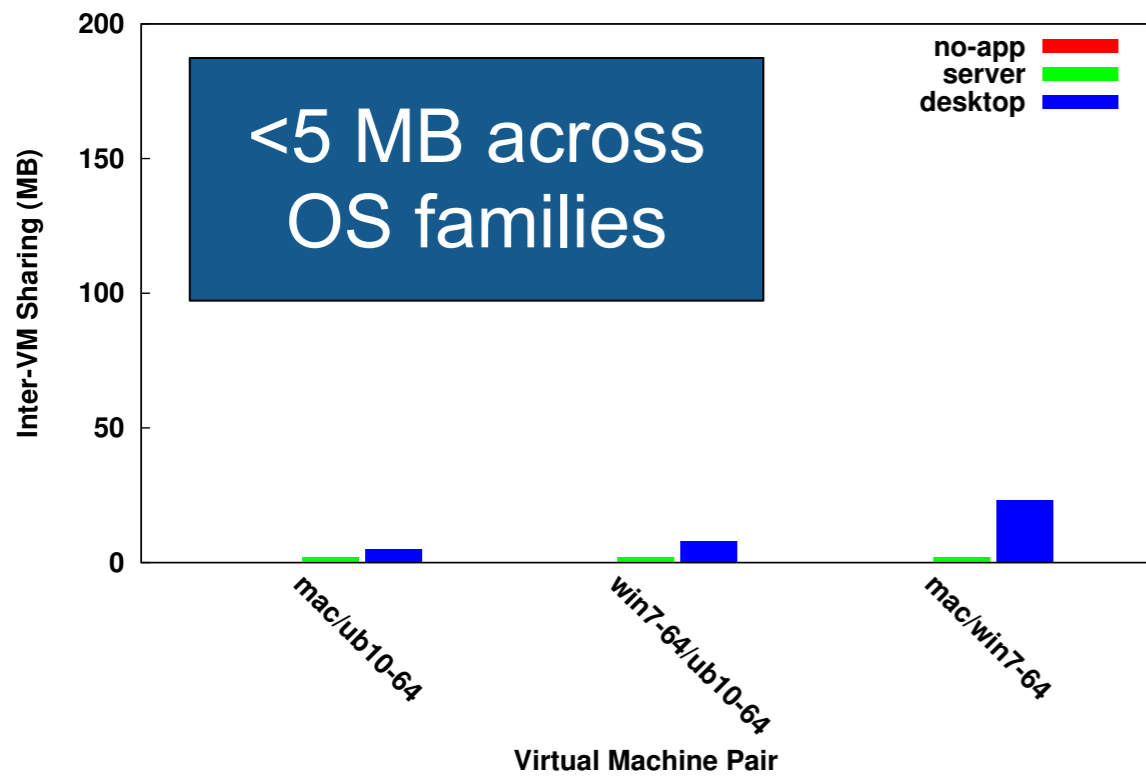 200
150
100
50
0
Inter-VM Sharing (MB)
<5 MB across
OS families
no-app
server
desktop
mac/ub10-64
win7-64/ub10-64
mac/win7-64
Virtual Machine Pair